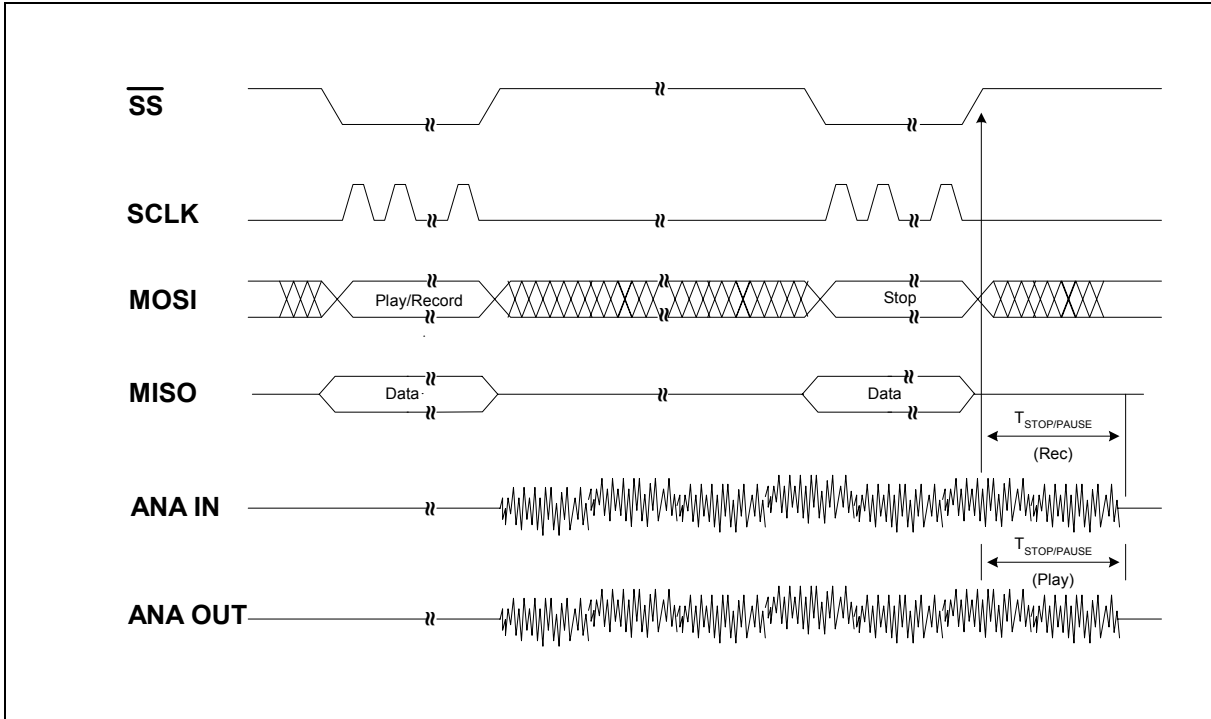 SS
SCLK
MOSI
Play/Record
Stop
MISO
Data
Data
TSTOP/PAUSE
(Rec)
ANA IN
TSTOP/PAUSE
(Play)
ANA OUT